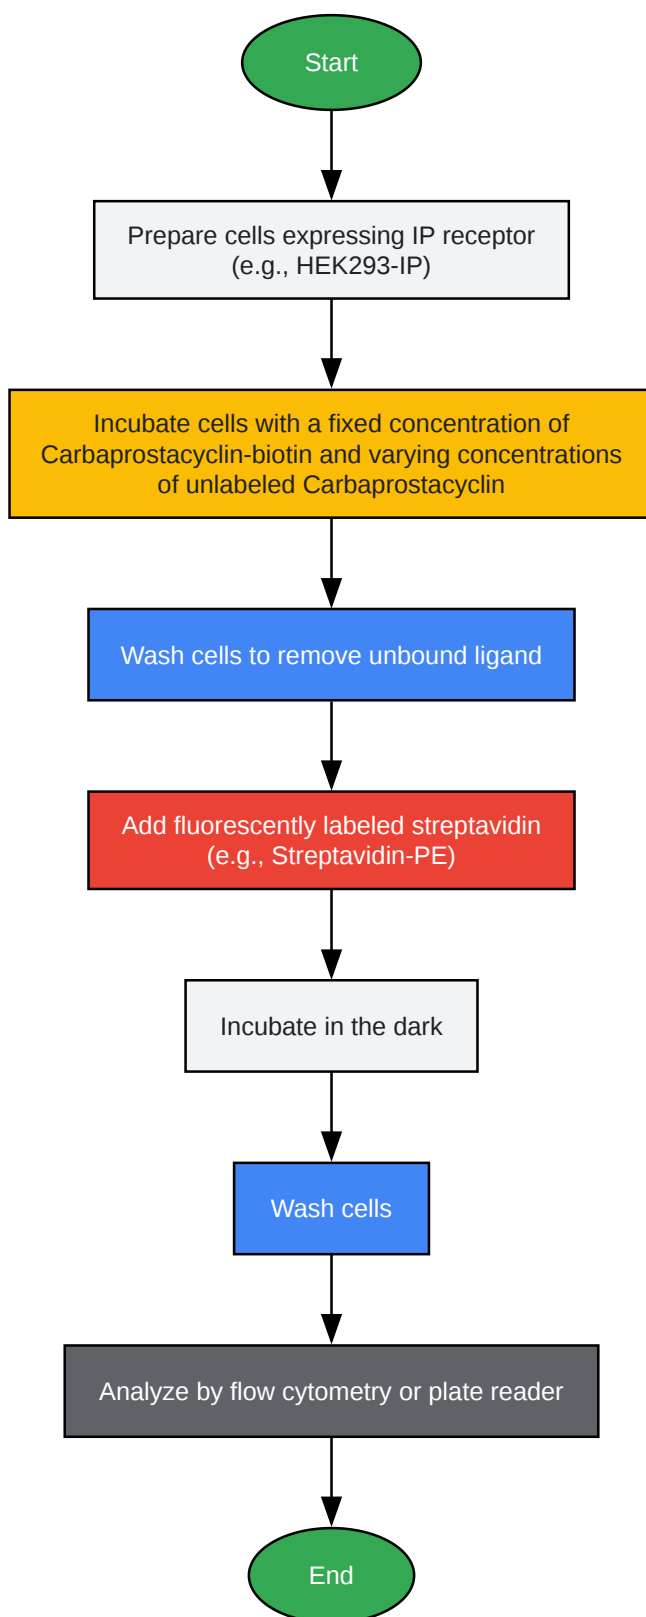 Start
Prepare cells expressing IP receptor
(e.g., HEK293-IP)
Incubate cells with a fixed concentration of
Carbaprostacyclin-biotin and varying concentrations
of unlabeled Carbaprostacyclin
Wash cells to remove unbound ligand
Add fluorescently labeled streptavidin
(e.g., Streptavidin-PE)
Incubate in the dark
Wash cells
Analyze by flow cytometry or plate reader
End